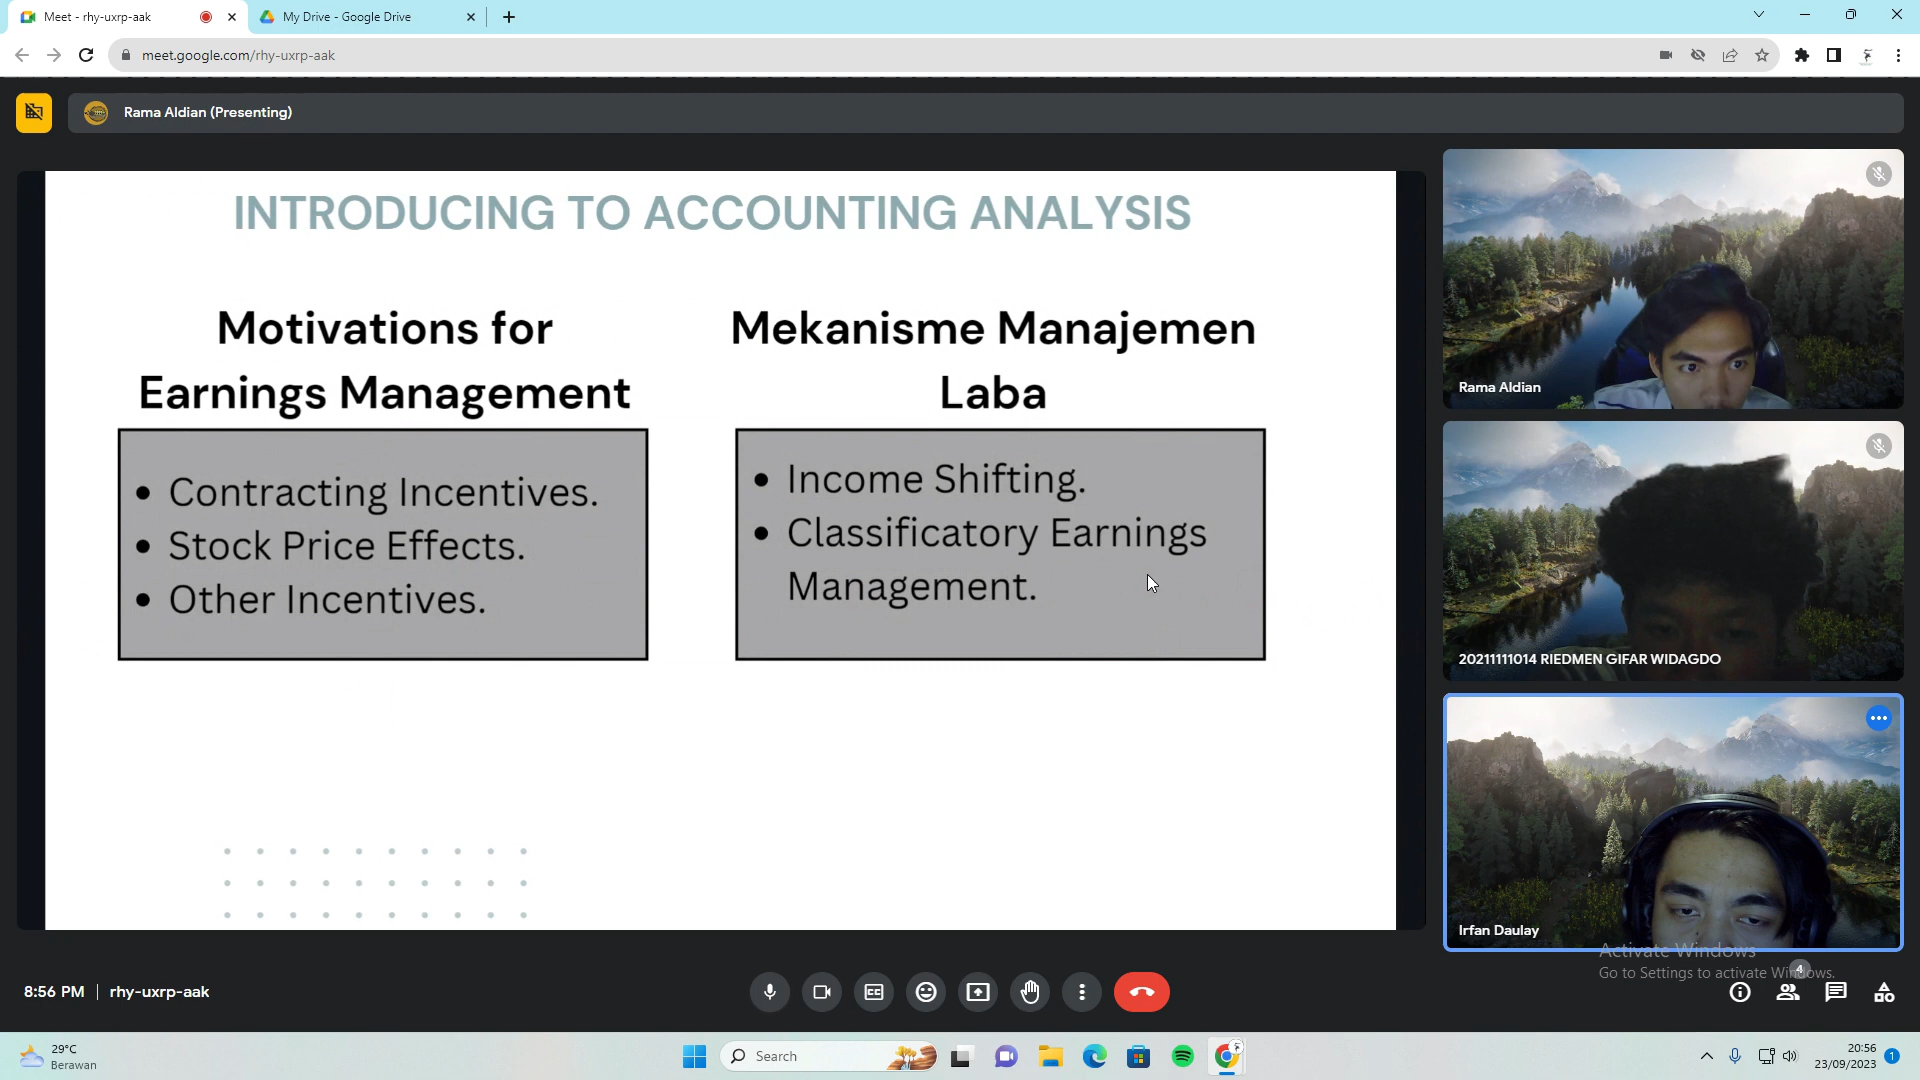 Meet - rhy-uxrp-aak
My Drive - Google Drive
meet.google.com/rhy-uxrp-aak
Rama Aldian (Presenting)
INTRODUCING TO ACCOUNTING ANALYSIS
Motivations for
Earnings Management
• Contracting Incentives.
• Stock Price Effects.
• Other Incentives.
Mekanisme Manajemen
Laba
• Income Shifting.
• Classificatory Earnings
Management.
Rama Aldian
20211111014 RIEDMEN GIFAR WIDAGDO
Irfan Daulay
Activate Windows
Go to Settings to activate Windows.
8:56 PM | rhy-uxrp-aak
CC
4
29°C
Berawan
Search
20:56
23/09/2023
1